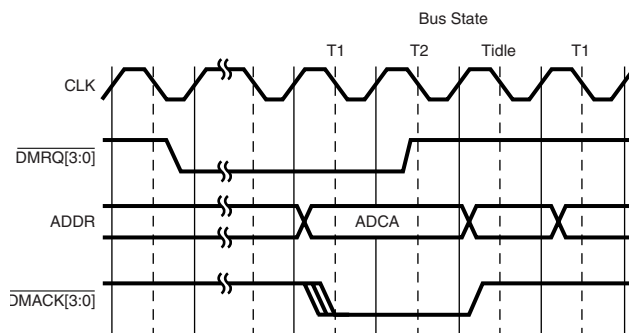 Bus State
T1 T2 Tidle T1
CLK
DMRQ[3:0]
ADDR
ADCA
DMACK[3:0]